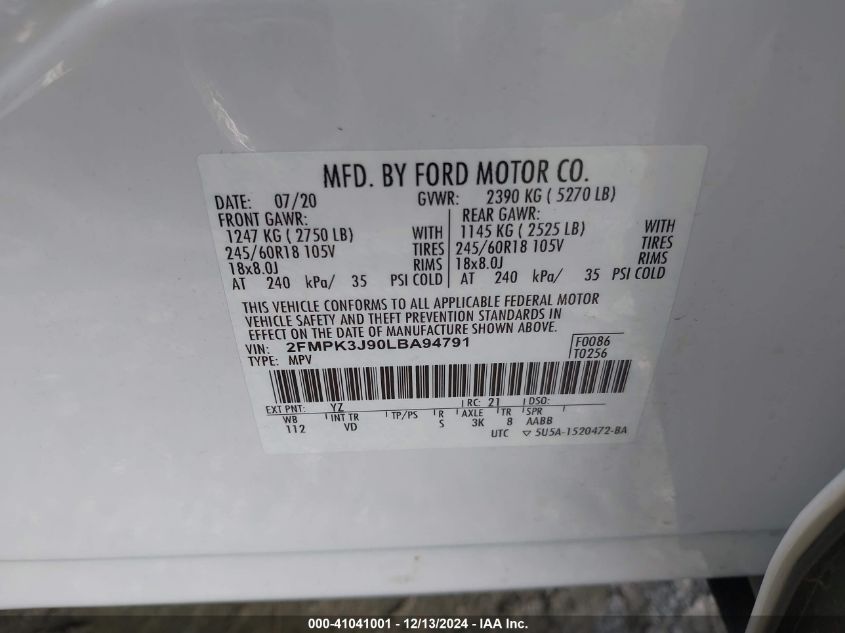 MFD. BY FORD MOTOR CO.
DATE: 07/20 GVWR: 2390 KG ( 5270 LB)
FRONT GAWR: REAR GAWR:
1247 KG ( 2750 LB) WITH 1145 KG ( 2525 LB) WITH
245/60R18 105V TIRES 245/60R18 105V TIRES
18x8.0J RIMS 18x8.0J RIMS
AT 240 kPa/ 35 PSI COLD AT 240 kPa/ 35 PSI COLD
THIS VEHICLE CONFORMS TO ALL APPLICABLE FEDERAL MOTOR
VEHICLE SAFETY AND THEFT PREVENTION STANDARDS IN
EFFECT ON THE DATE OF MANUFACTURE SHOWN ABOVE.
VIN: 2FMPK3J90LBA94791 F0086
TYPE: MPV T0256
EXT PNT: YZ RC: 21 DSO:
WB INT TR TP/PS R AXLE TR SPR
112 VD S 3K 8 AABB
UTC ▽ 5U5A-1520472-BA
000-41041001 - 12/13/2024 - IAA Inc.